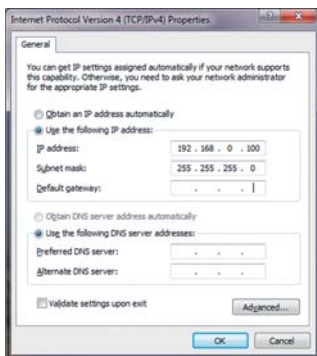 Internet Protocol Version 4 (TCP/IPv4) Properties
General
You can get IP settings assigned automatically if your network supports
this capability. Otherwise, you need to ask your network administrator
for the appropriate IP settings.
Obtain an IP address automatically
Use the following IP address:
IP address: 192 . 168 . 0 . 100
Subnet mask: 255 . 255 . 255 . 0
Default gateway: . . .
Obtain DNS server address automatically
Use the following DNS server addresses:
Preferred DNS server: . . .
Alternate DNS server: . . .
Validate settings upon exit
Advanced...
OK Cancel